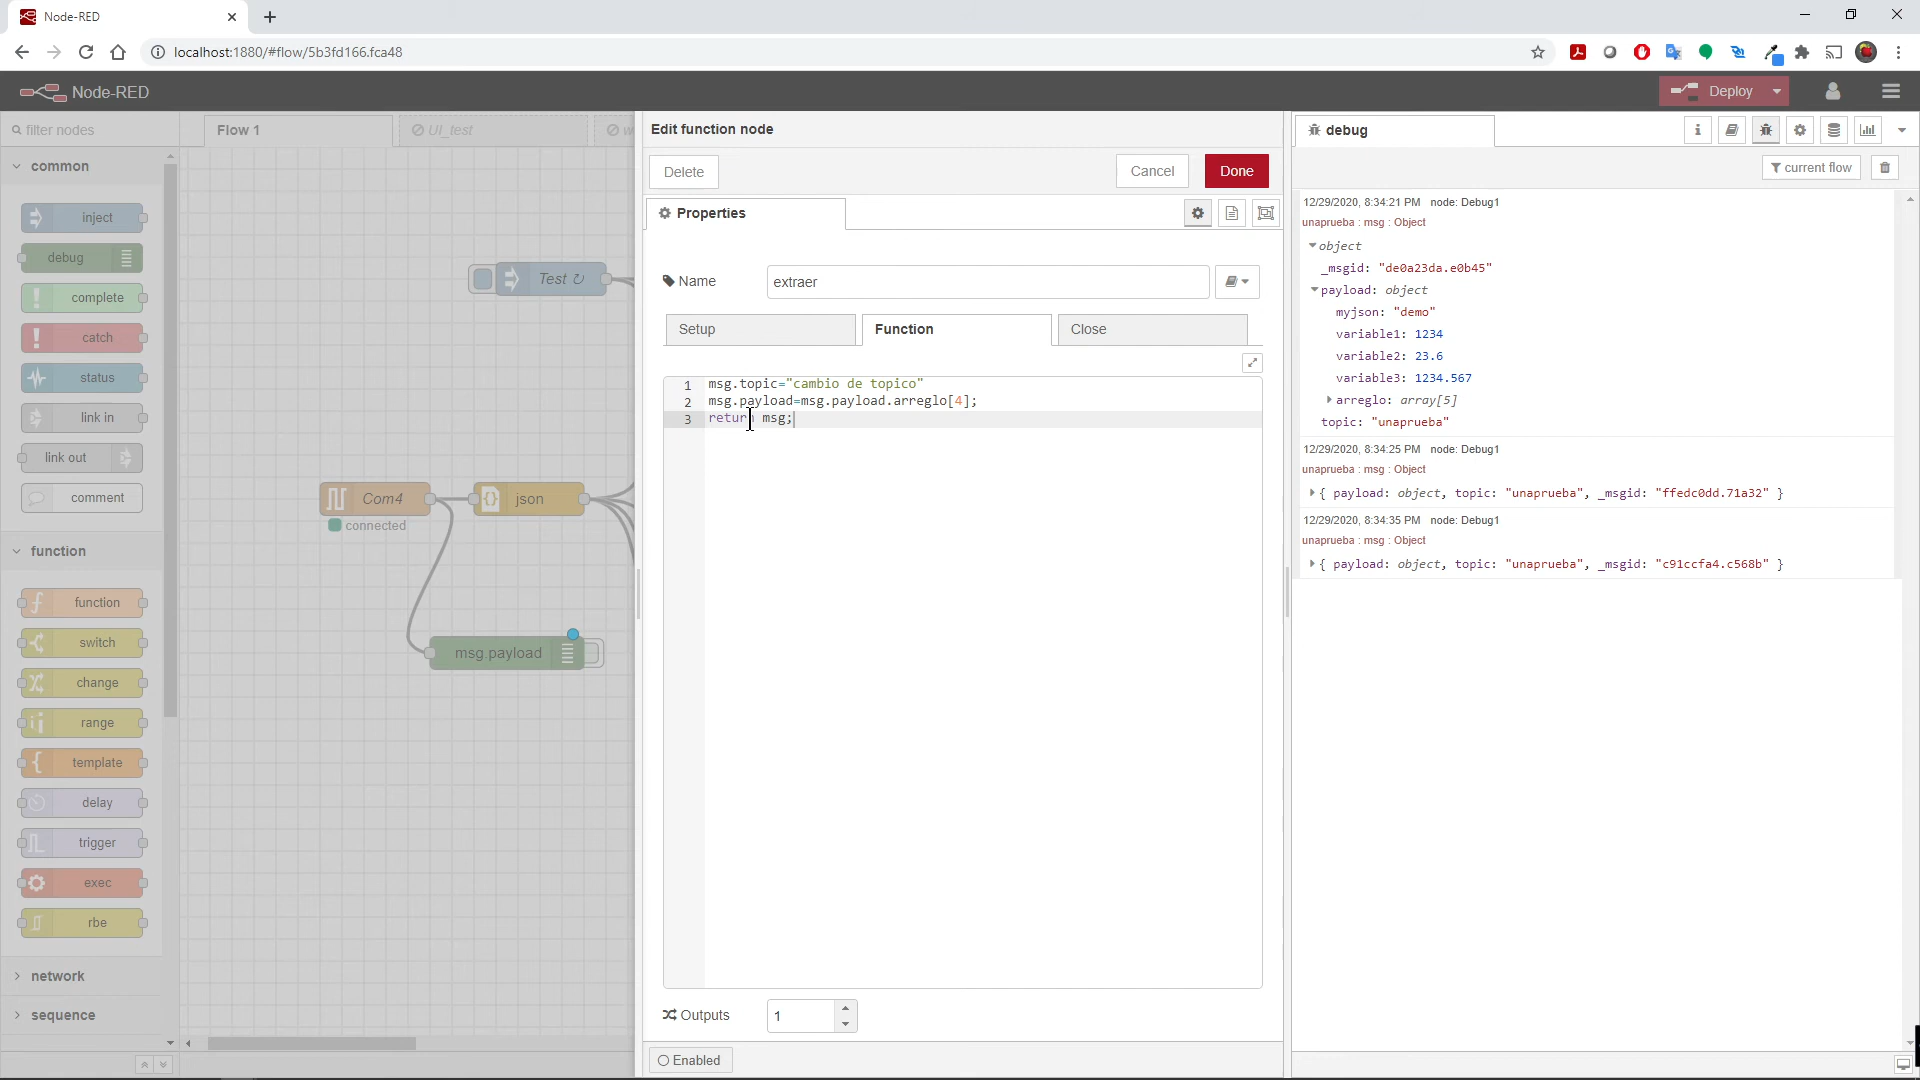 Node-RED
localhost:1880/#flow/5b3fd166.fca48
Node-RED
Deploy
filter nodes
common
inject
debug
complete
catch
status
link in
link out
comment
function
function
switch
change
range
template
delay
trigger
exec
rbe
network
sequence
Flow 1
UI_test
Test ↻
Com4
connected
json
msg.payload
Edit function node
Delete
Cancel
Done
Properties
Name
extraer
Setup
Function
Close
1 msg.topic="cambio de topico"
2 msg.payload=msg.payload.arreglo[4];
3 return msg;
Outputs
1
Enabled
debug
current flow
12/29/2020, 8:34:21 PM node: Debug1
unaprueba : msg : Object
object
_msgid: "de0a23da.e0b45"
payload: object
myjson: "demo"
variable1: 1234
variable2: 23.6
variable3: 1234.567
arreglo: array[5]
topic: "unaprueba"
12/29/2020, 8:34:25 PM node: Debug1
unaprueba : msg : Object
{ payload: object, topic: "unaprueba", _msgid: "ffedc0dd.71a32" }
12/29/2020, 8:34:35 PM node: Debug1
unaprueba : msg : Object
{ payload: object, topic: "unaprueba", _msgid: "c91ccfa4.c568b" }